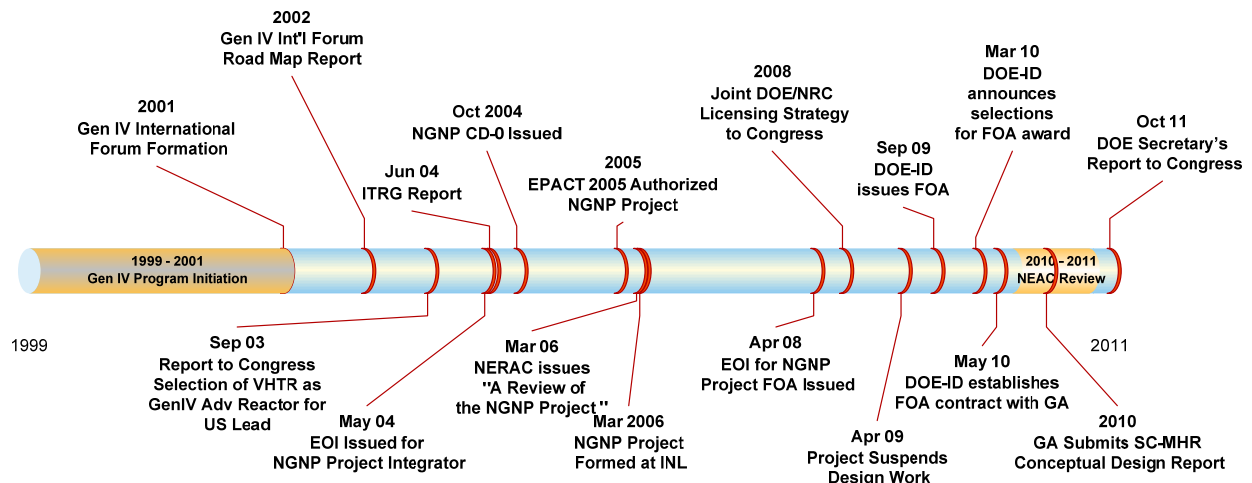 2001
Gen IV International
Forum Formation
2002
Gen IV Int'l Forum
Road Map Report
Jun 04
ITRG Report
Oct 2004
NGNP CD-0 Issued
2005
EPACT 2005 Authorized
NGNP Project
2008
Joint DOE/NRC
Licensing Strategy
to Congress
Sep 09
DOE-ID
issues FOA
Mar 10
DOE-ID
announces
selections
for FOA award
Oct 11
DOE Secretary's
Report to Congress
1999 - 2001
Gen IV Program Initiation
2010 - 2011
NEAC Review
1999
2011
Sep 03
Report to Congress
Selection of VHTR as
GenIV Adv Reactor for
US Lead
May 04
EOI Issued for
NGNP Project Integrator
Mar 06
NERAC issues
"A Review of
the NGNP Project "
Mar 2006
NGNP Project
Formed at INL
Apr 08
EOI for NGNP
Project FOA Issued
Apr 09
Project Suspends
Design Work
May 10
DOE-ID establishes
FOA contract with GA
2010
GA Submits SC-MHR
Conceptual Design Report